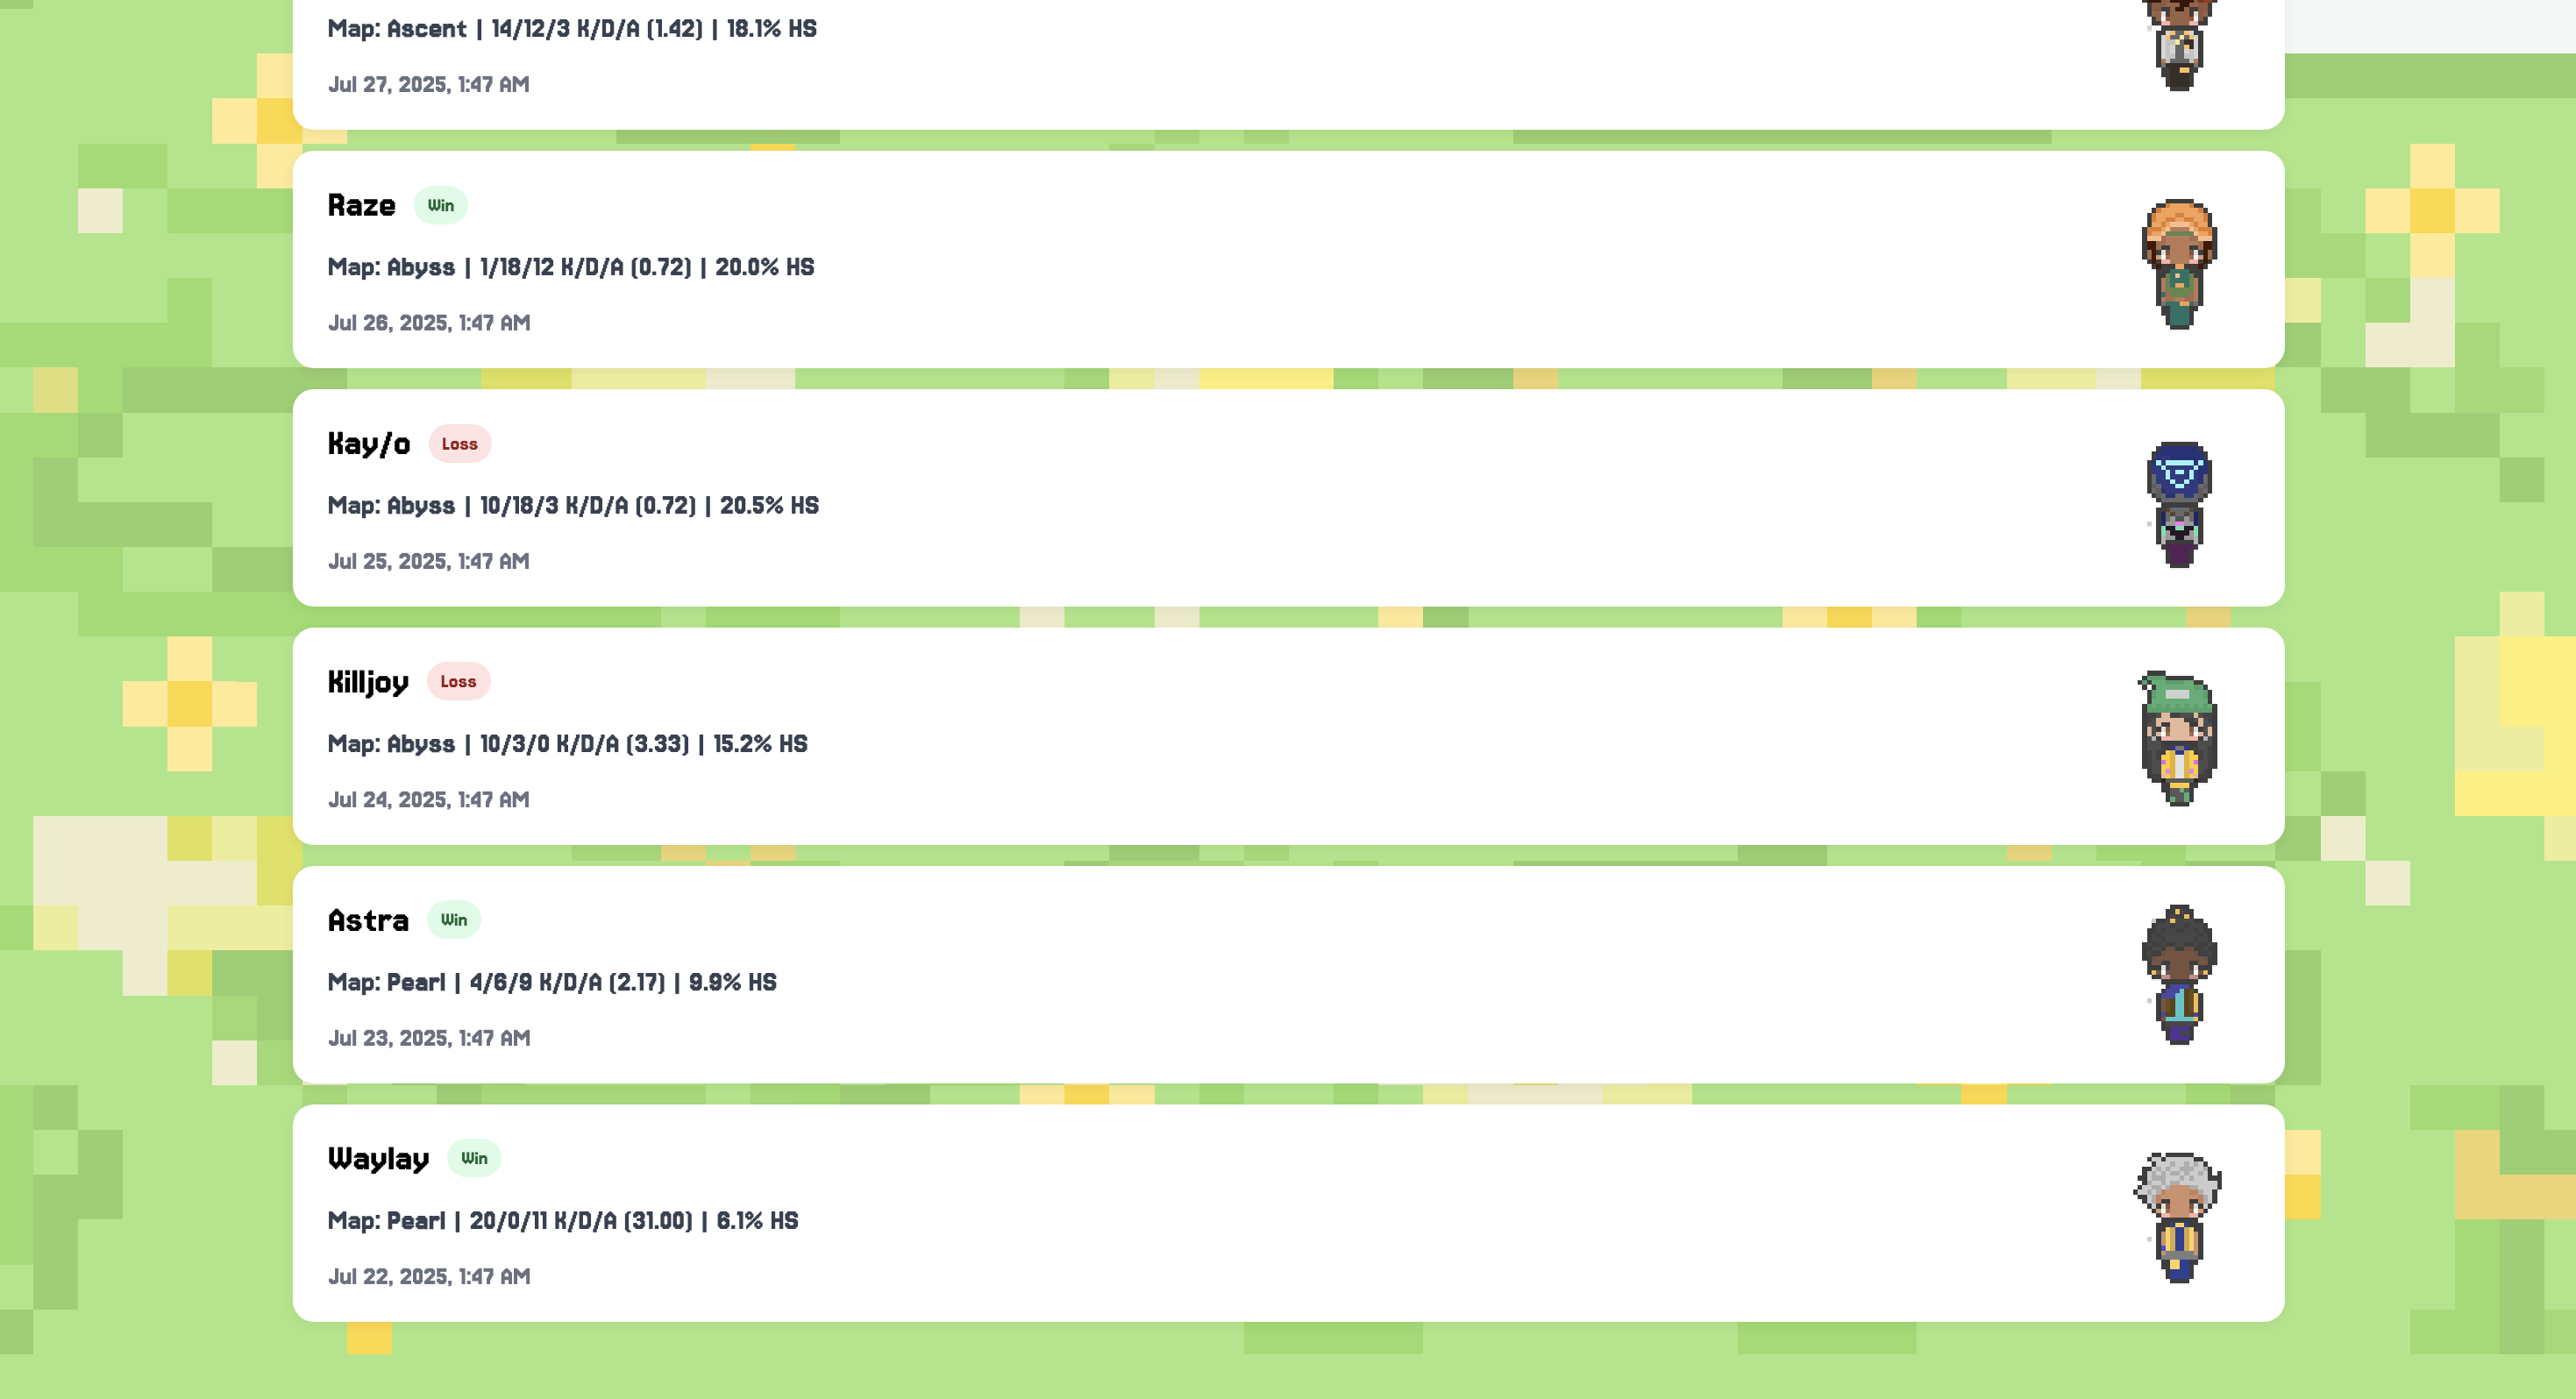 Map: Ascent | 14/12/3 K/D/A (1.42) | 18.1% HS
Jul 27, 2025, 1:47 AM
Raze Win
Map: Abyss | 1/18/12 K/D/A (0.72) | 20.0% HS
Jul 26, 2025, 1:47 AM
Kay/o Loss
Map: Abyss | 10/18/3 K/D/A (0.72) | 20.5% HS
Jul 25, 2025, 1:47 AM
Killjoy Loss
Map: Abyss | 10/3/0 K/D/A (3.33) | 15.2% HS
Jul 24, 2025, 1:47 AM
Astra Win
Map: Pearl | 4/6/9 K/D/A (2.17) | 9.9% HS
Jul 23, 2025, 1:47 AM
Waylay Win
Map: Pearl | 20/0/11 K/D/A (31.00) | 6.1% HS
Jul 22, 2025, 1:47 AM